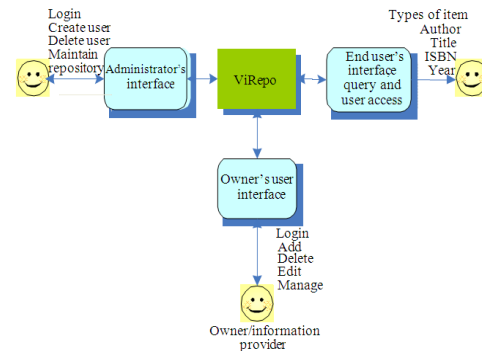 Login
Create user
Delete user
Maintain
repository
Administrator's
interface
ViRepo
End user's
interface
query and
user access
Types of item
Author
Title
ISBN
Year
Owner's user
interface
Login
Add
Delete
Edit
Manage
Owner/information
provider